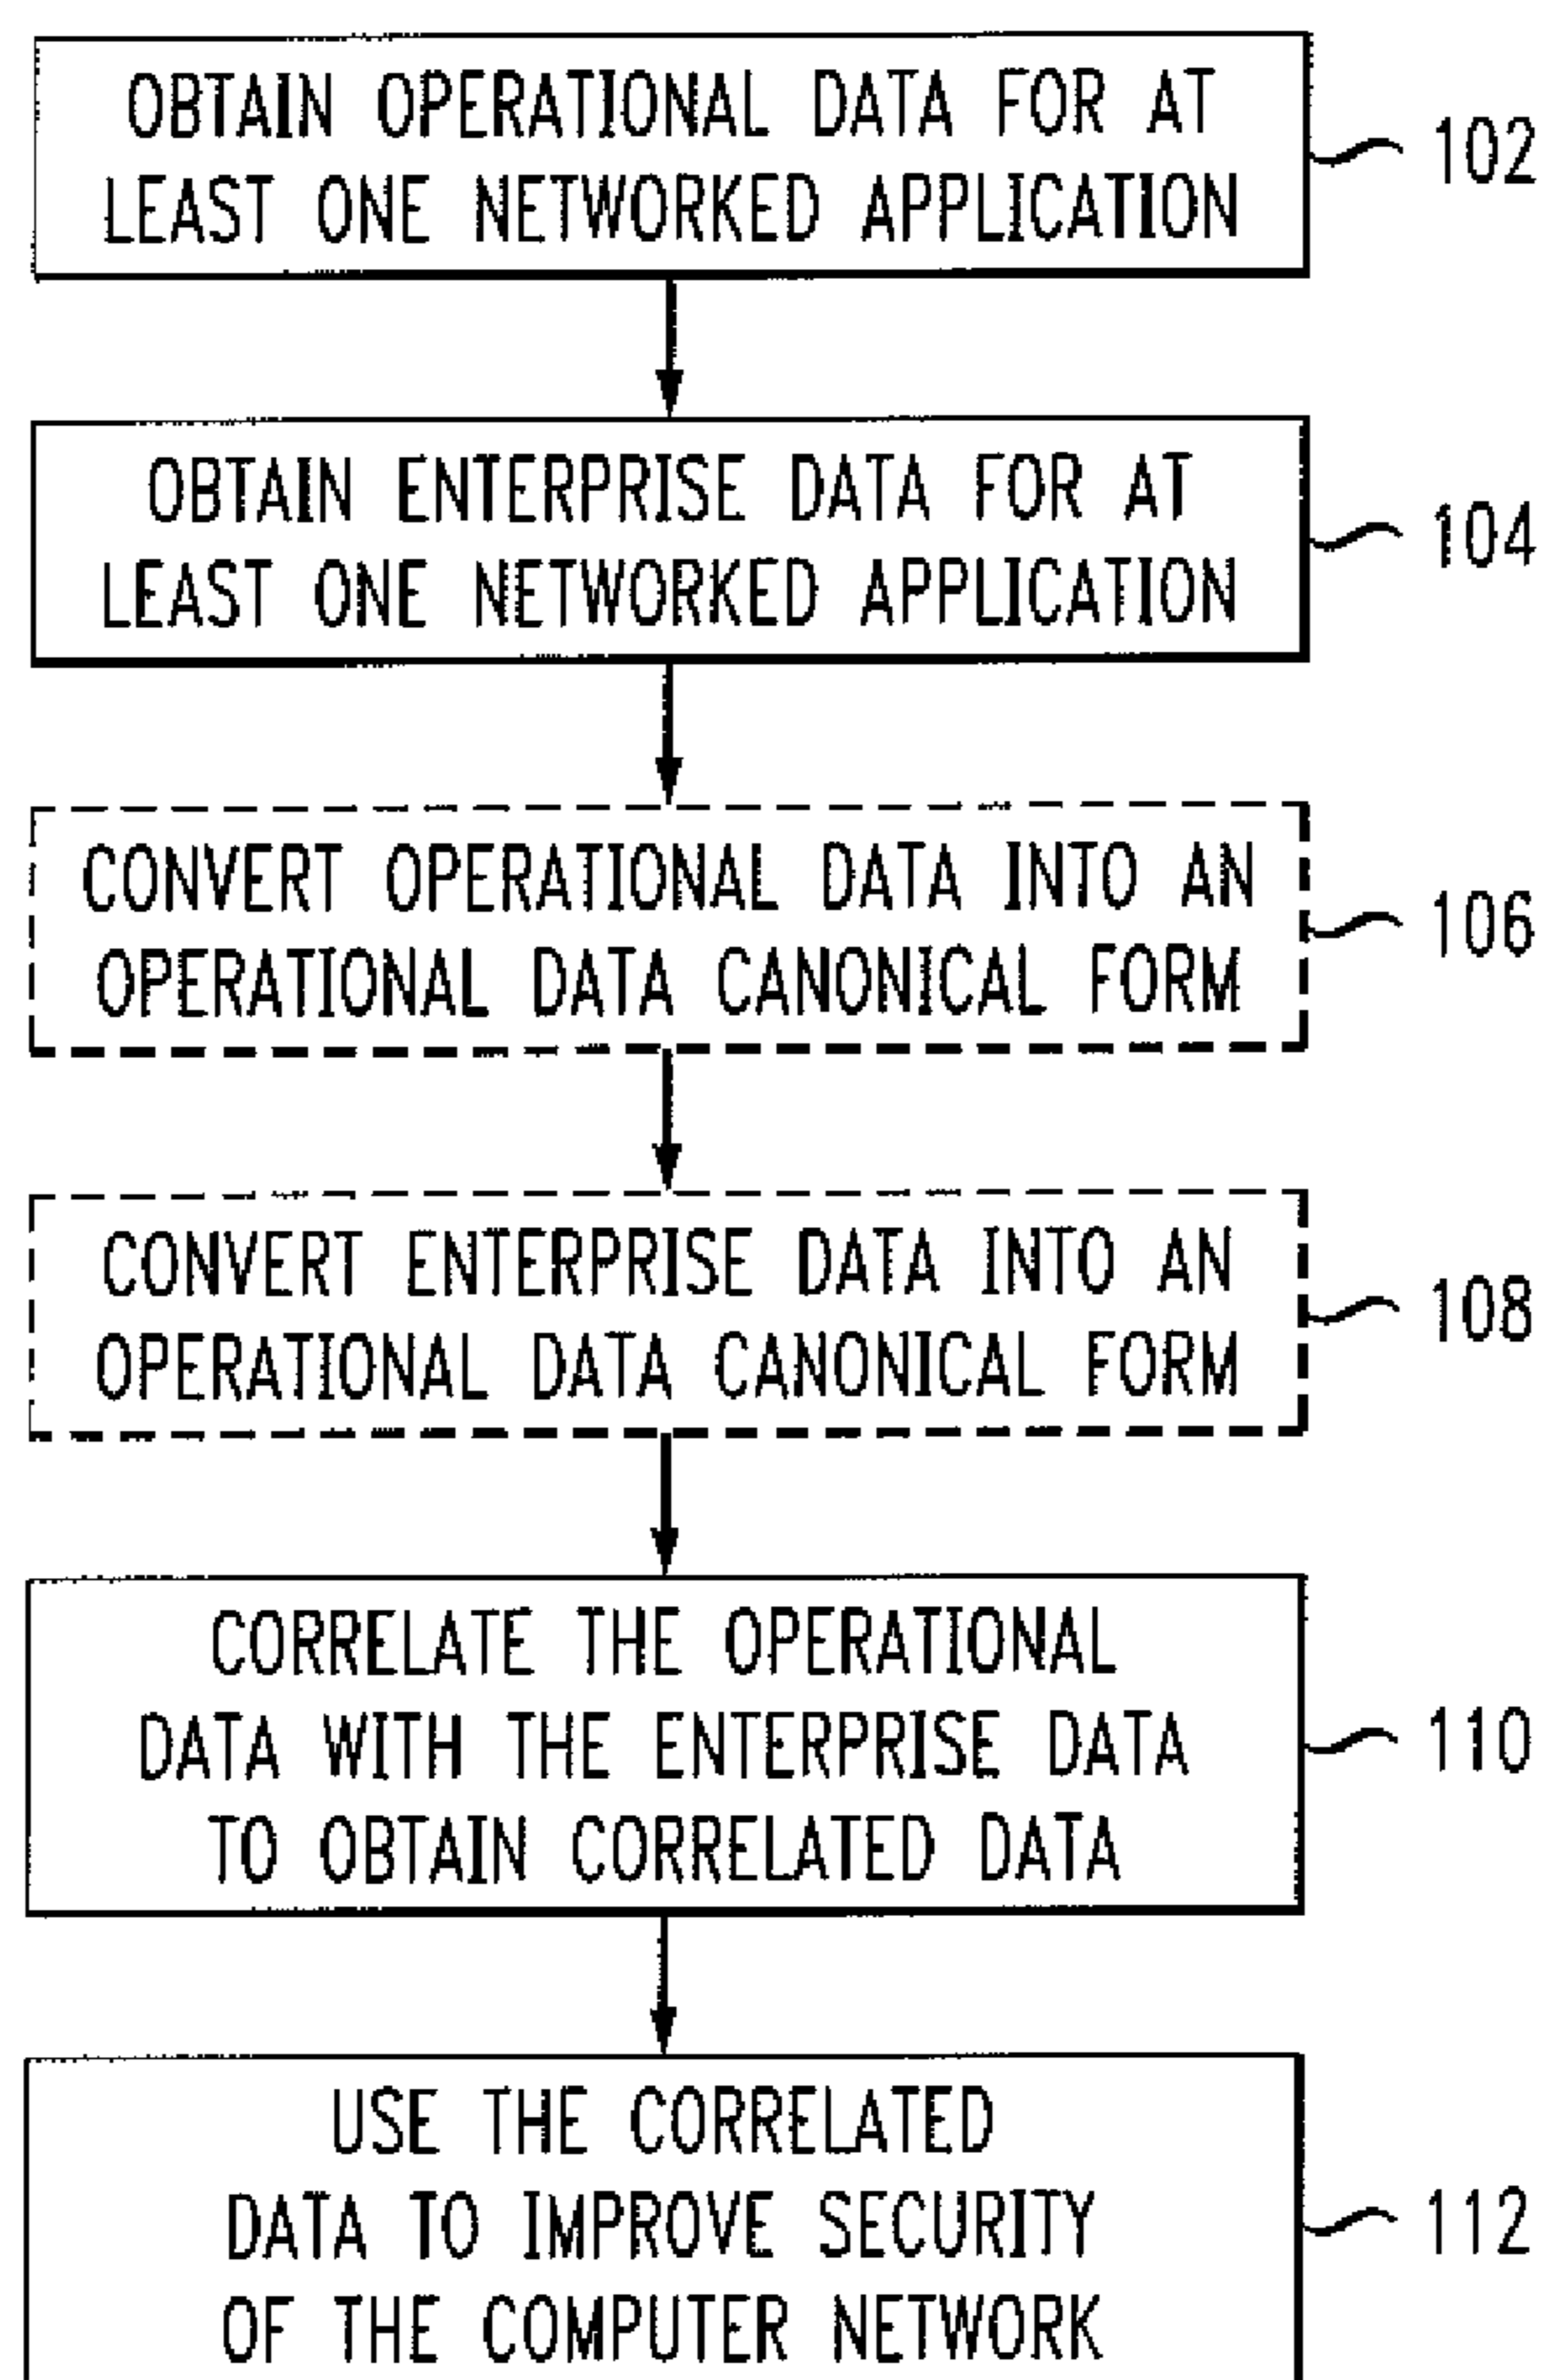 OBTAIN OPERATIONAL DATA FOR AT
LEAST ONE NETWORKED APPLICATION
102
OBTAIN ENTERPRISE DATA FOR AT
LEAST ONE NETWORKED APPLICATION
104
CONVERT OPERATIONAL DATA INTO AN
OPERATIONAL DATA CANONICAL FORM
106
CONVERT ENTERPRISE DATA INTO AN
OPERATIONAL DATA CANONICAL FORM
108
CORRELATE THE OPERATIONAL
DATA WITH THE ENTERPRISE DATA
TO OBTAIN CORRELATED DATA
110
USE THE CORRELATED
DATA TO IMPROVE SECURITY
OF THE COMPUTER NETWORK
112